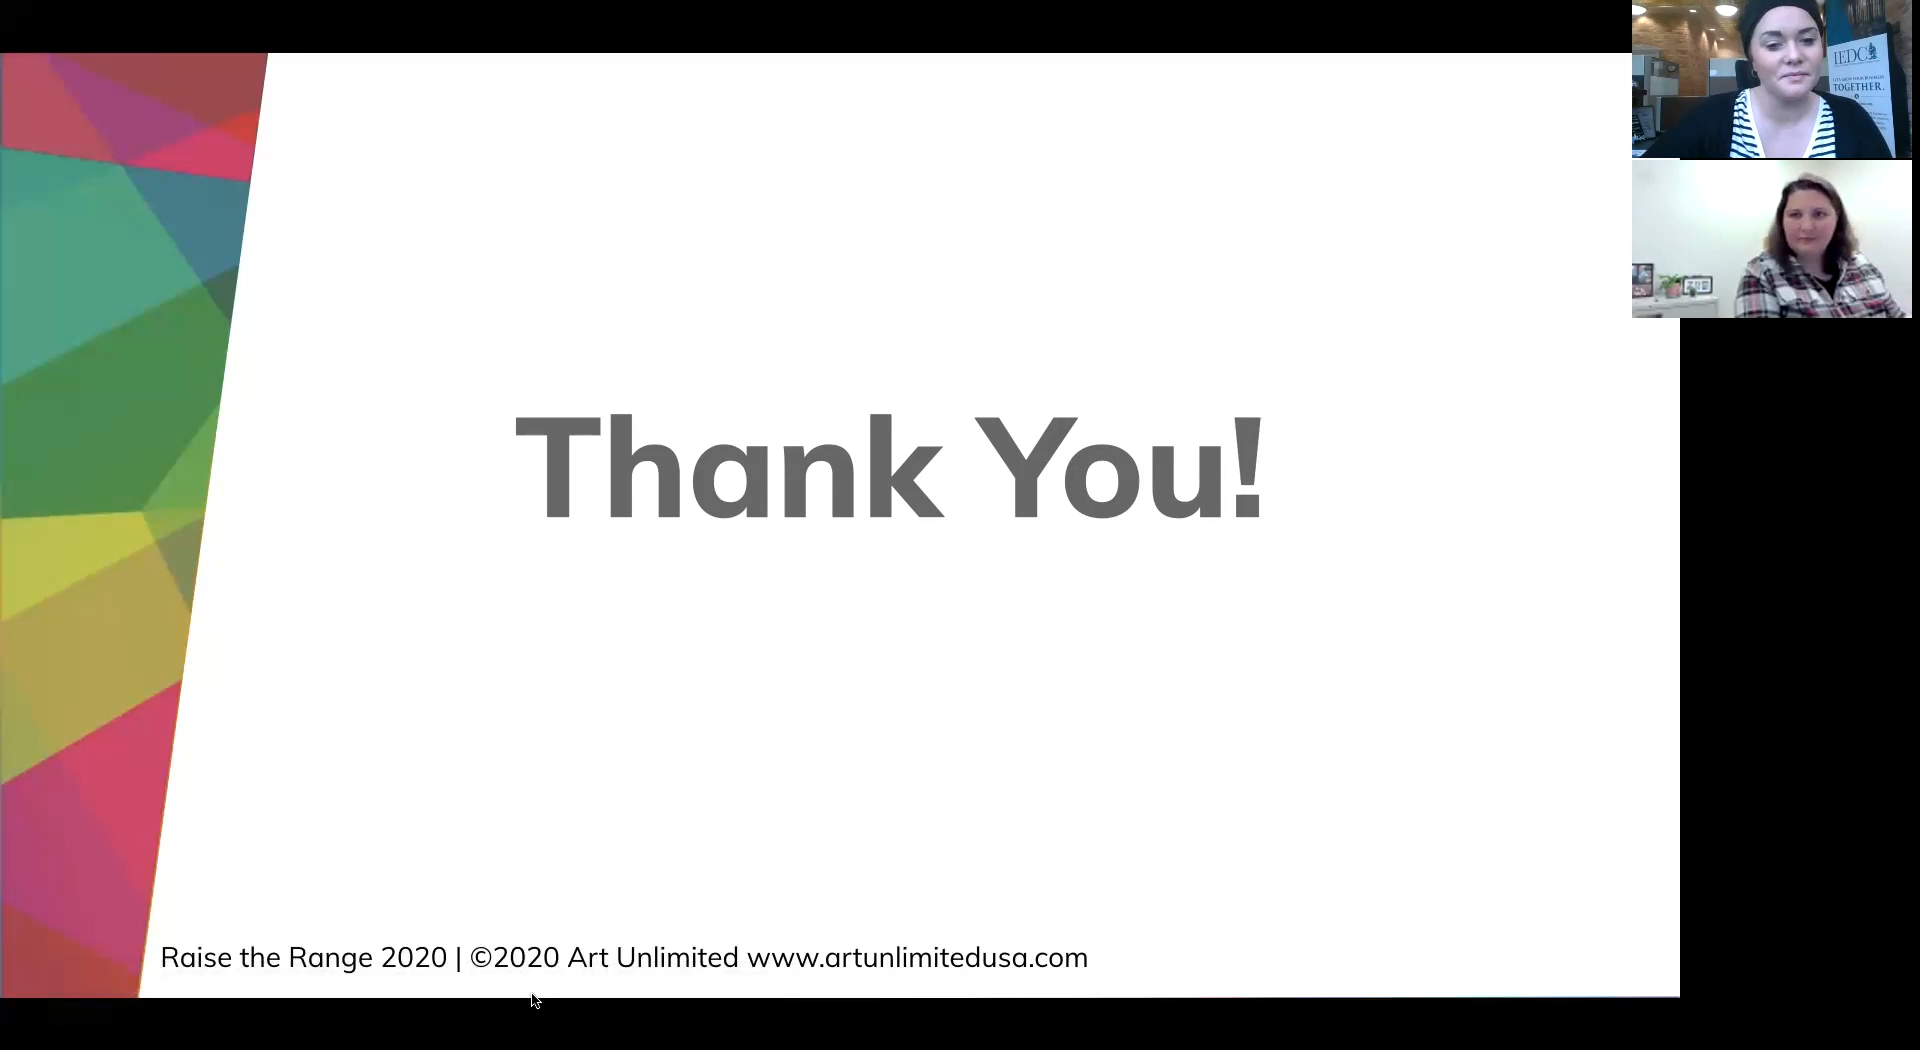 IEDC
TOGETHER.
Thank You!
Raise the Range 2020 | ©2020 Art Unlimited www.artunlimitedusa.com